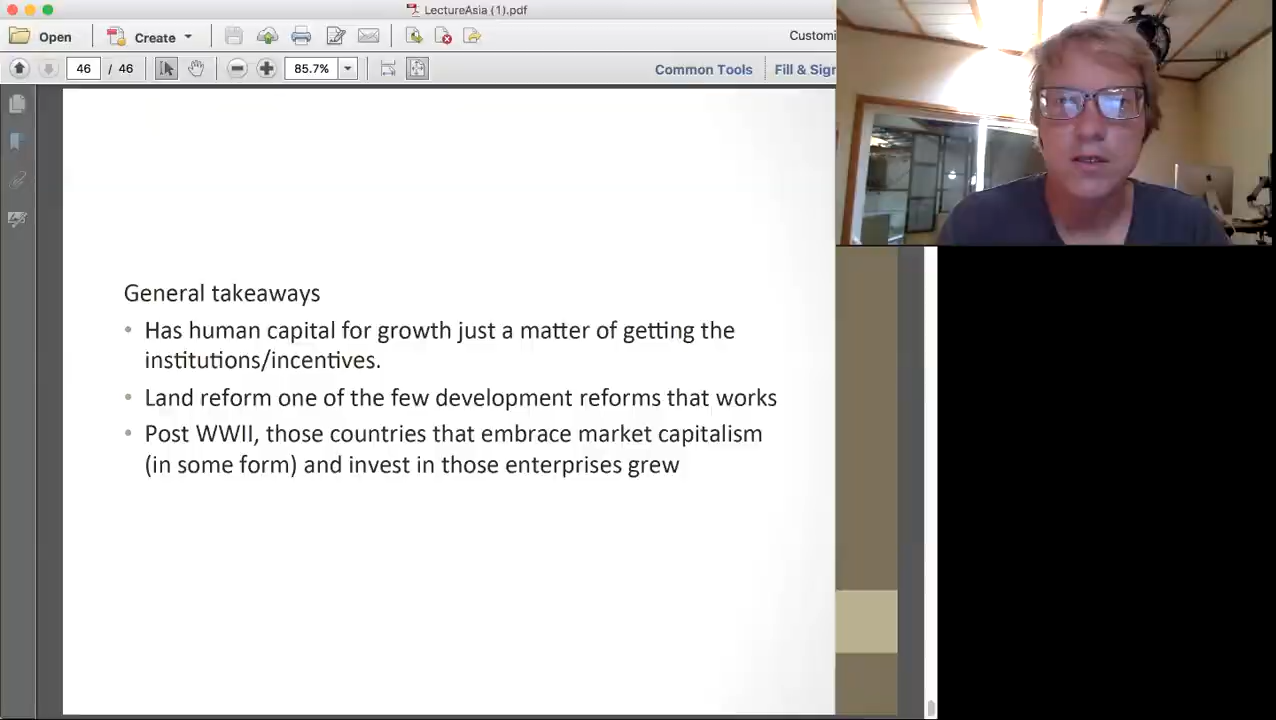 LectureAsia (1).pdf
Open
Create
Customi
46 / 46
85.7%
Common Tools
Fill & Sign
General takeaways
• Has human capital for growth just a matter of getting the
institutions/incentives.
• Land reform one of the few development reforms that works
• Post WWII, those countries that embrace market capitalism
(in some form) and invest in those enterprises grew